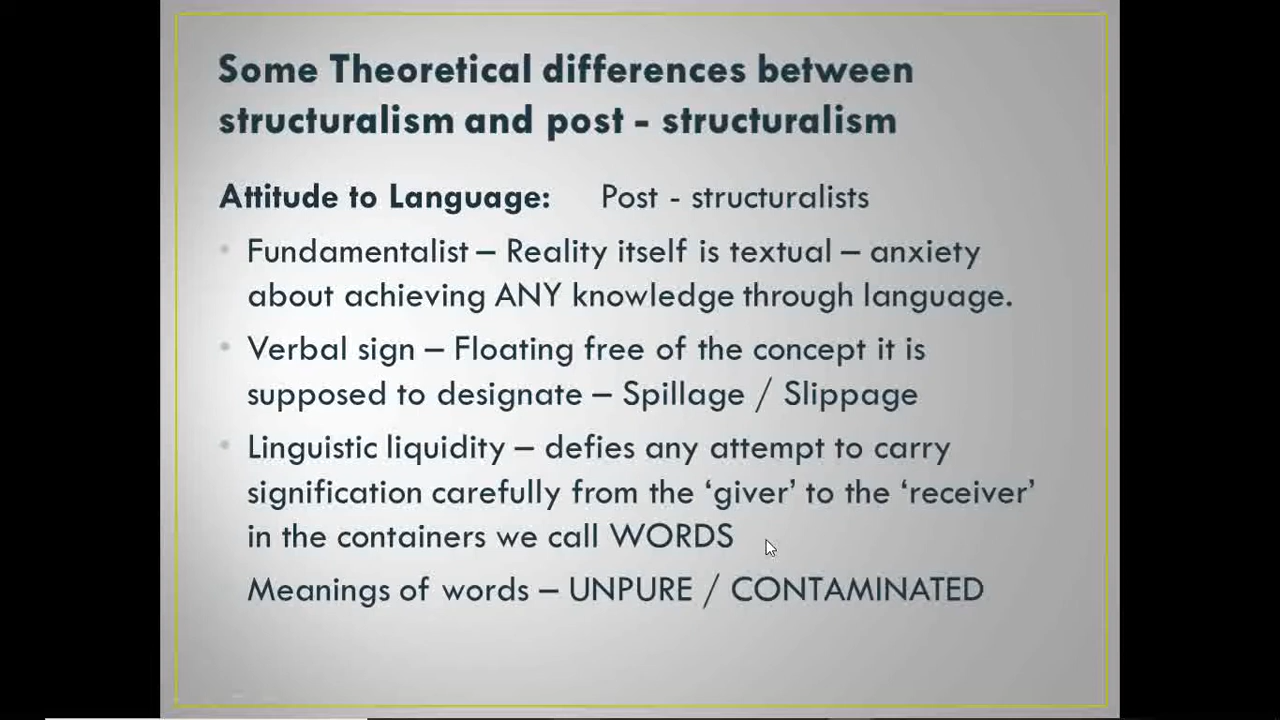 Some Theoretical differences between
structuralism and post - structuralism
Attitude to Language: Post - structuralists
• Fundamentalist – Reality itself is textual – anxiety
about achieving ANY knowledge through language.
• Verbal sign – Floating free of the concept it is
supposed to designate – Spillage / Slippage
• Linguistic liquidity – defies any attempt to carry
signification carefully from the ‘giver’ to the ‘receiver’
in the containers we call WORDS
Meanings of words – UNPURE / CONTAMINATED